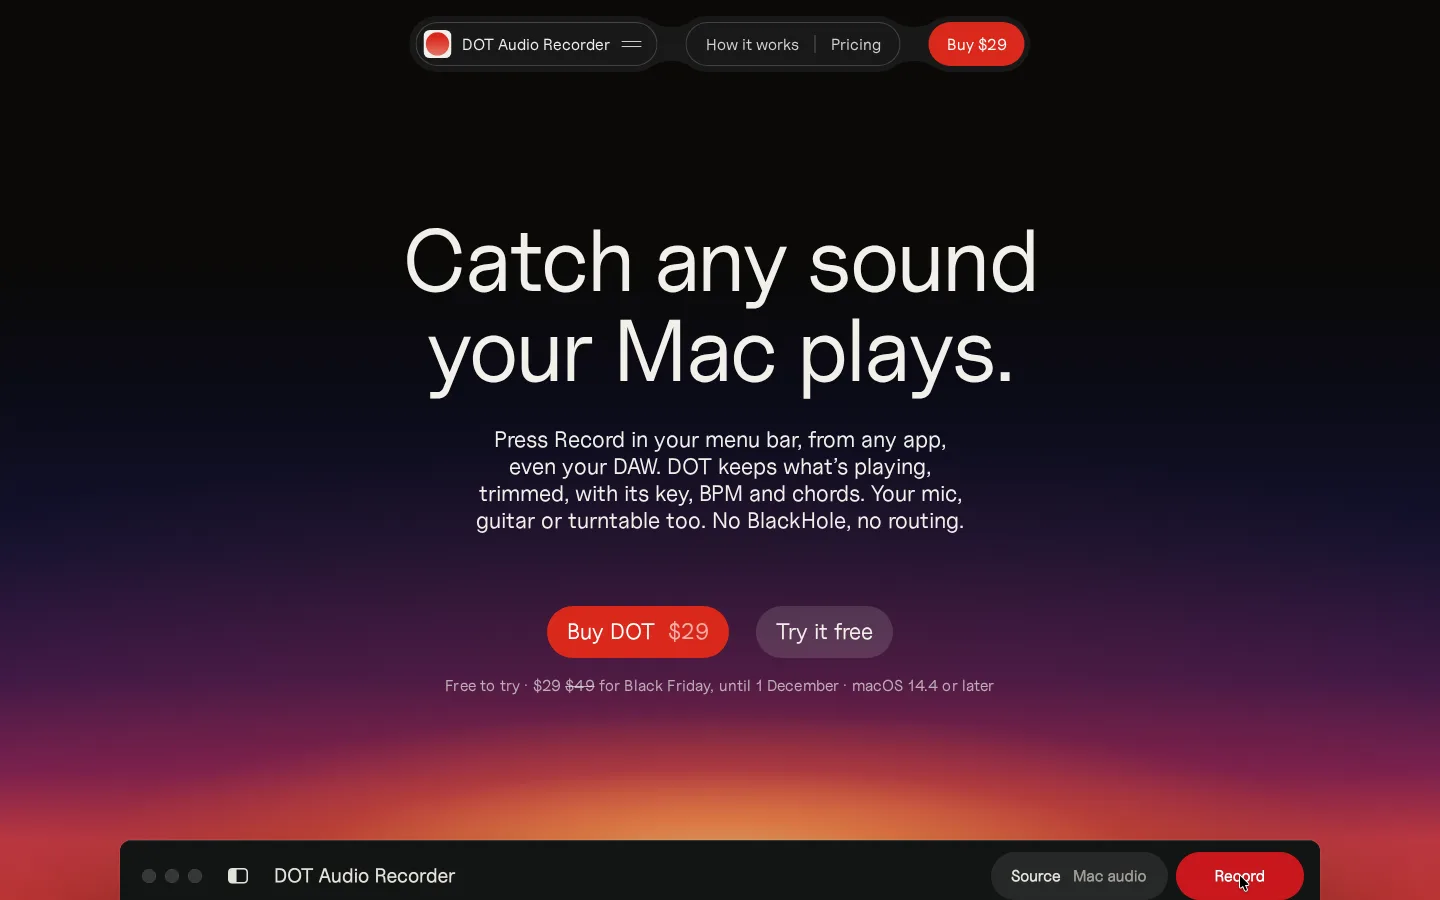 DOT Audio Recorder
How it works
Pricing
Buy $29
Catch any sound
your Mac plays.
Press Record in your menu bar, from any app,
even your DAW. DOT keeps what’s playing,
trimmed, with its key, BPM and chords. Your mic,
guitar or turntable too. No BlackHole, no routing.
Buy DOT $29
Try it free
Free to try · $29 $49 for Black Friday, until 1 December · macOS 14.4 or later
DOT Audio Recorder
Source Mac audio
Record